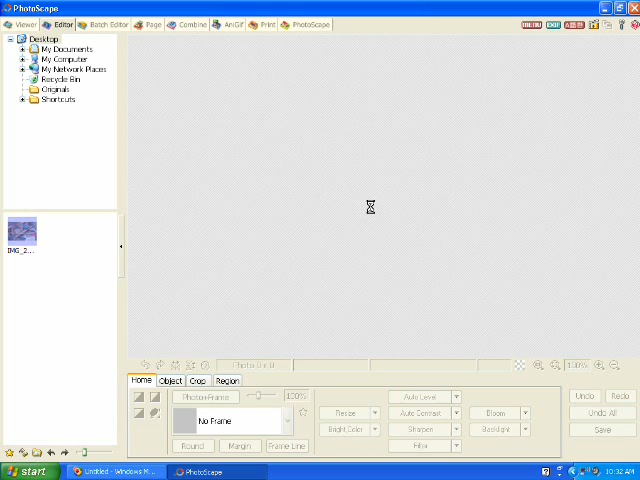 PhotoScape
Viewer Editor Batch Editor Page Combine AniGif Print PhotoScape
MENU EXIF
Desktop
My Documents
My Computer
My Network Places
Recycle Bin
Originals
Shortcuts
IMG_2...
Photo 0 x 0
100%
Home Object Crop Region
Photo+Frame 100%
No Frame
Round Margin Frame Line
Auto Level
Resize Auto Contrast Bloom
Bright, Color Sharpen Backlight
Filter
Undo Redo
Undo All
Save
start Untitled - Windows M... PhotoScape 10:32 AM